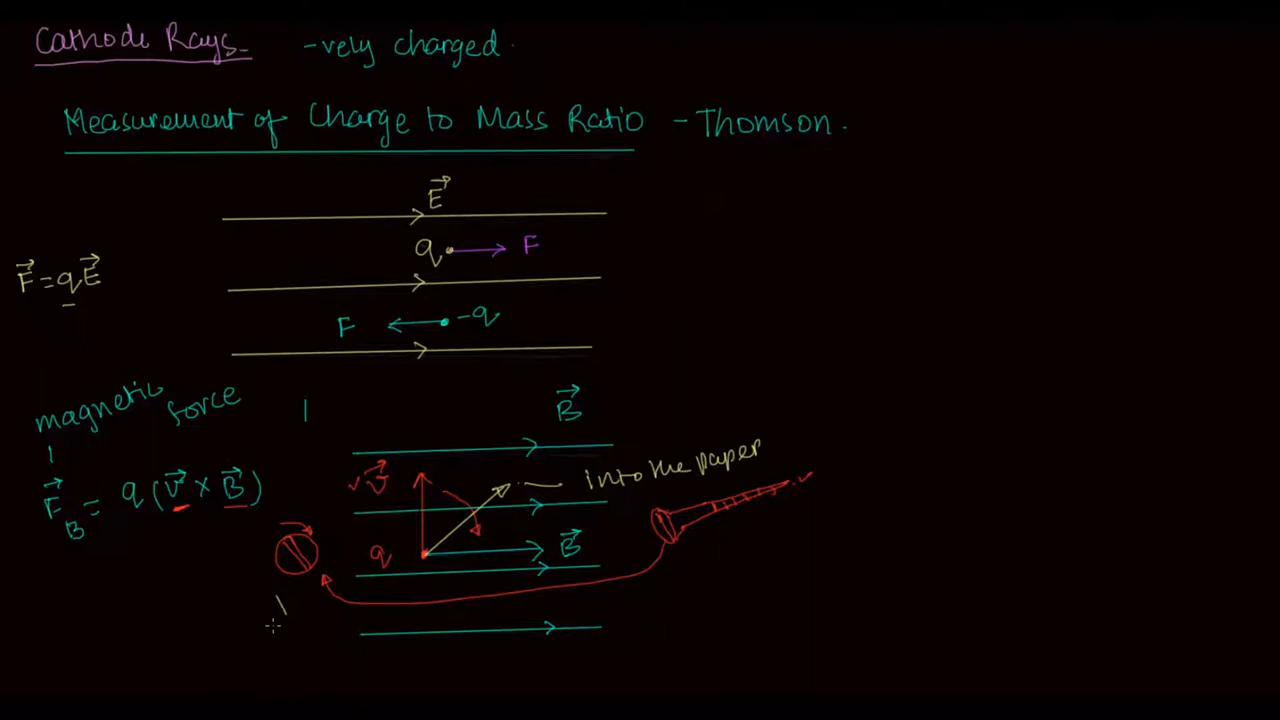 Cathode Rays -vely charged.
Measurement of Charge to Mass Ratio - Thomson.
E
q F
F = qE
F -q
magnetic force
B
v
into the paper
F_B = q(v × B)
q B